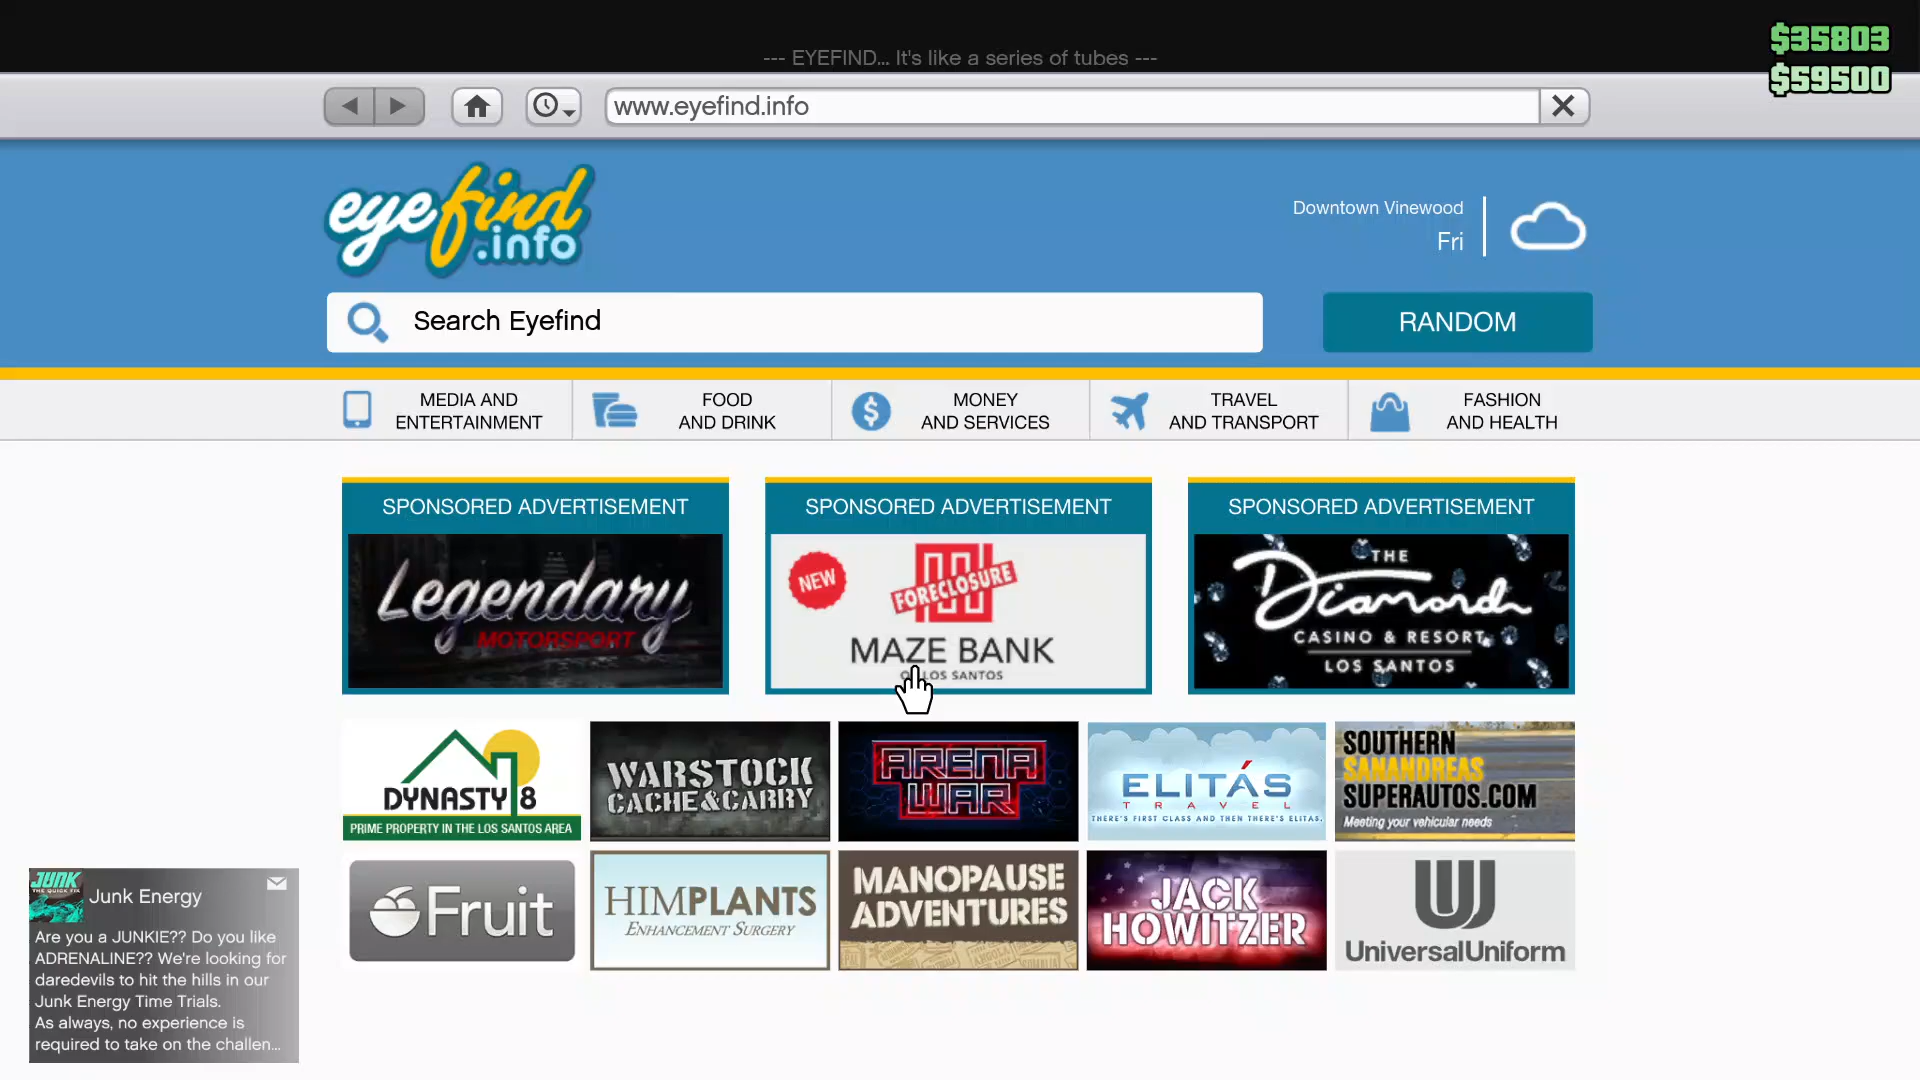 --- EYEFIND... It's like a series of tubes ---
$35803
$59500
www.eyefind.info
eyefind
.info
Downtown Vinewood
Fri
Search Eyefind
RANDOM
MEDIA AND
ENTERTAINMENT
FOOD
AND DRINK
MONEY
AND SERVICES
TRAVEL
AND TRANSPORT
FASHION
AND HEALTH
SPONSORED ADVERTISEMENT
Legendary
MOTORSPORT
SPONSORED ADVERTISEMENT
NEW
FORECLOSURE
MAZE BANK
OF LOS SANTOS
SPONSORED ADVERTISEMENT
THE
Diamond
CASINO & RESORT
LOS SANTOS
DYNASTY 8
PRIME PROPERTY IN THE LOS SANTOS AREA
WARSTOCK
CACHE&CARRY
ARENA
WAR
ELITÁS
TRAVEL
THERE'S FIRST CLASS AND THEN THERE'S ELITAS.
SOUTHERN
SANANDREAS
SUPERAUTOS.COM
Meeting your vehicular needs
Fruit
HIMPLANTS
ENHANCEMENT SURGERY
MANOPAUSE
ADVENTURES
JACK
HOWITZER
UniversalUniform
JUNK
Junk Energy
Are you a JUNKIE?? Do you like
ADRENALINE?? We're looking for
daredevils to hit the hills in our
Junk Energy Time Trials.
As always, no experience is
required to take on the challen...